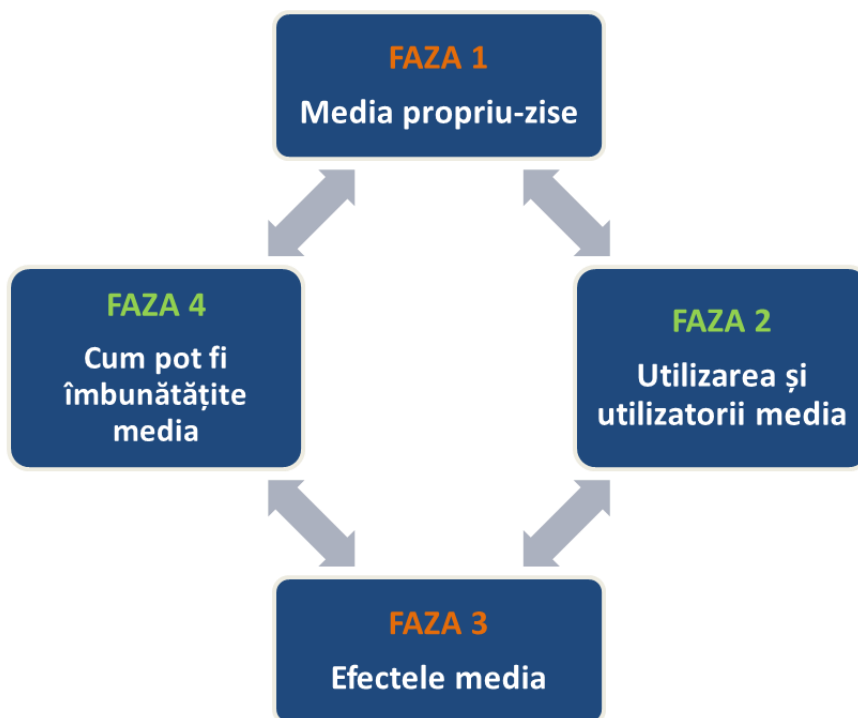 FAZA 1
Media propriu-zise
FAZA 2
Utilizarea și
utilizatorii media
FAZA 3
Efectele media
FAZA 4
Cum pot fi
îmbunătățite
media